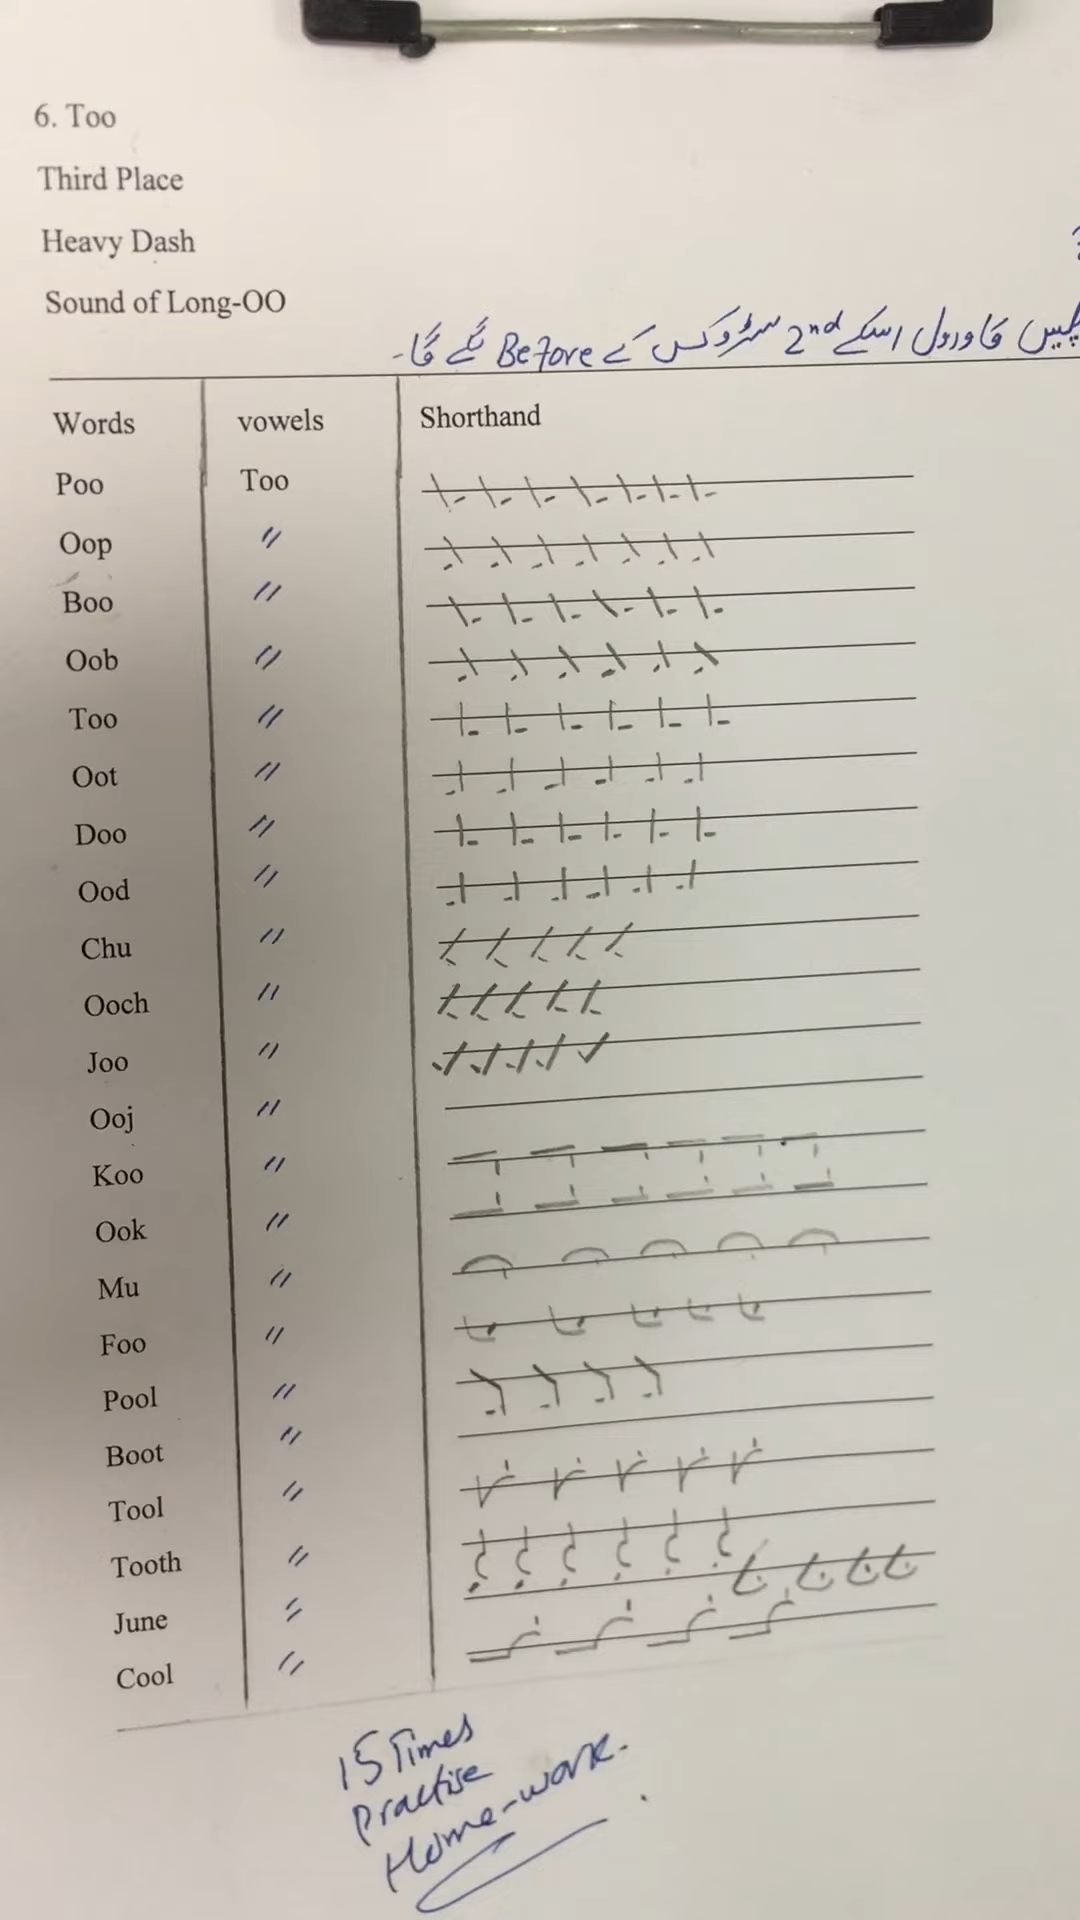 6. Too
Third Place
Heavy Dash
Sound of Long-OO
پلیس کا وول اسکے 2nd سٹروکس کے Before لگے گا۔
Words vowels Shorthand
Poo Too
Oop "
Boo "
Oob "
Too "
Oot "
Doo "
Ood "
Chu "
Ooch "
Joo "
Ooj "
Koo "
Ook "
Mu "
Foo "
Pool "
Boot "
Tool "
Tooth "
June "
Cool "
15 Times
Practise
Home-work.